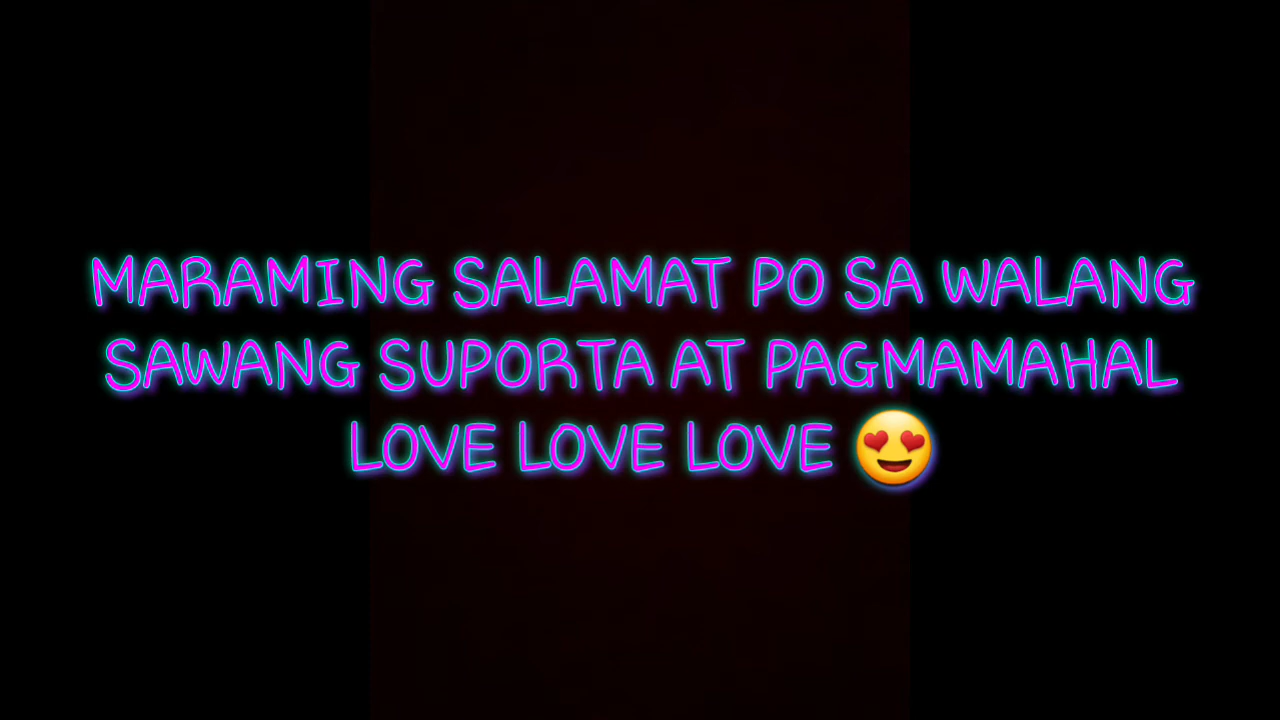 MARAMING SALAMAT PO SA WALANG
SAWANG SUPORTA AT PAGMAMAHAL
LOVE LOVE LOVE 😍